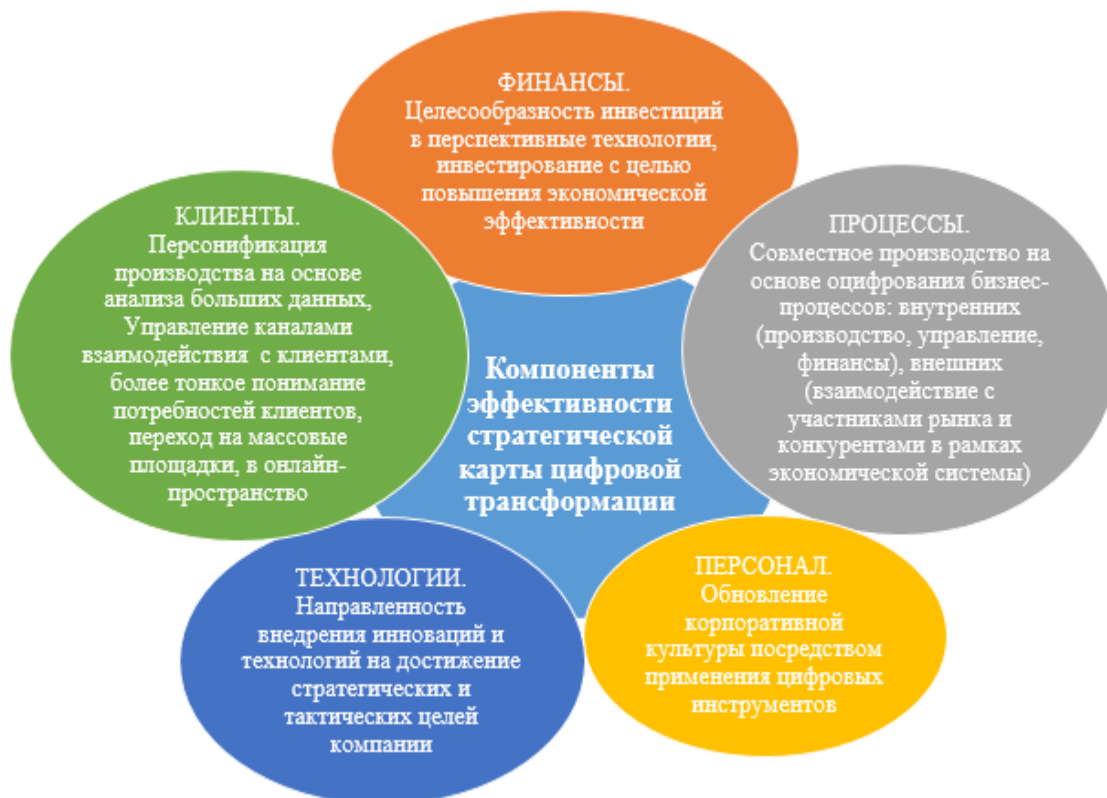 ФИНАНСЫ.
Целесообразность инвестиций
в перспективные технологии,
инвестирование с целью
повышения экономической
эффективности
КЛИЕНТЫ.
Персонификация
производства на основе
анализа больших данных,
Управление каналами
взаимодействия с клиентами,
более тонкое понимание
потребностей клиентов,
переход на массовые
площадки, в онлайн-
пространство
ПРОЦЕССЫ.
Совместное производство на
основе оцифрования бизнес-
процессов: внутренних
(производство, управление,
финансы), внешних
(взаимодействие с
участниками рынка и
конкурентами в рамках
экономической системы)
Компоненты
эффективности
стратегической
карты цифровой
трансформации
ТЕХНОЛОГИИ.
Направленность
внедрения инноваций и
технологий на достижение
стратегических и
тактических целей
компании
ПЕРСОНАЛ.
Обновление
корпоративной
культуры посредством
применения цифровых
инструментов